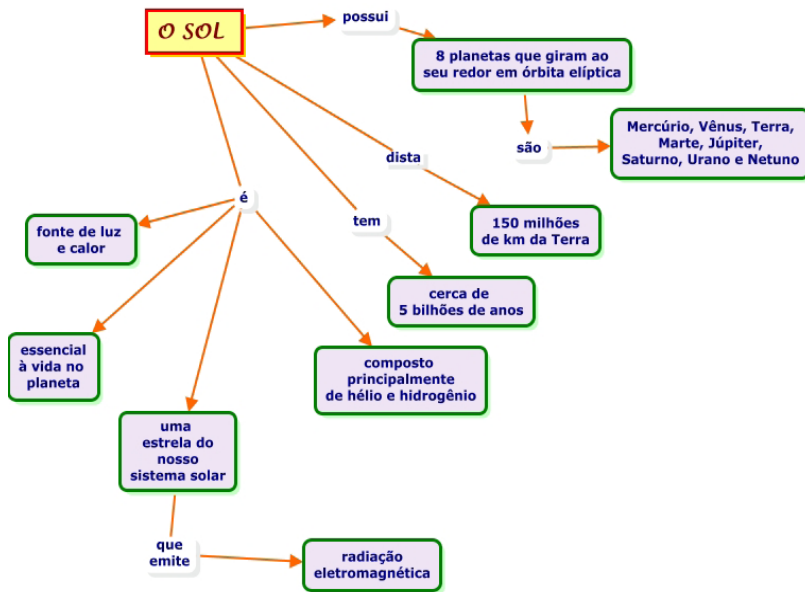 O SOL
possui
8 planetas que giram ao
seu redor em órbita elíptica
são
Mercúrio, Vênus, Terra,
Marte, Júpiter,
Saturno, Urano e Netuno
dista
150 milhões
de km da Terra
tem
cerca de
5 bilhões de anos
é
fonte de luz
e calor
essencial
à vida no
planeta
uma
estrela do
nosso
sistema solar
composto
principalmente
de hélio e hidrogênio
que
emite
radiação
eletromagnética